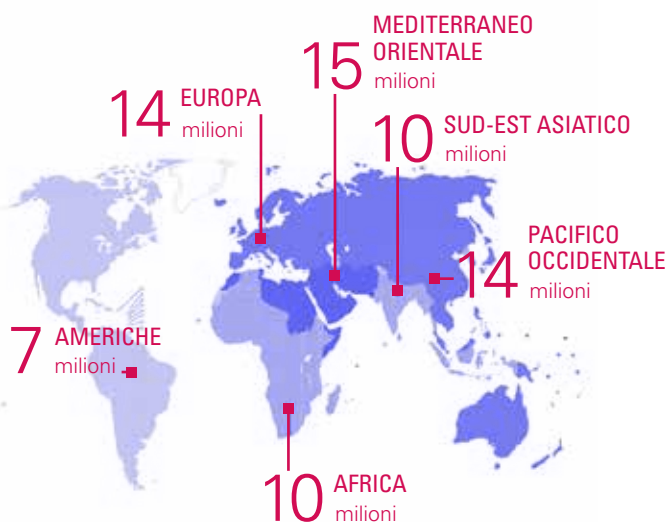 15 MEDITERRANEO
ORIENTALE
milioni
14 EUROPA
milioni
10 SUD-EST ASIATICO
milioni
14 PACIFICO
OCCIDENTALE
milioni
7 AMERICHE
milioni
10 AFRICA
milioni